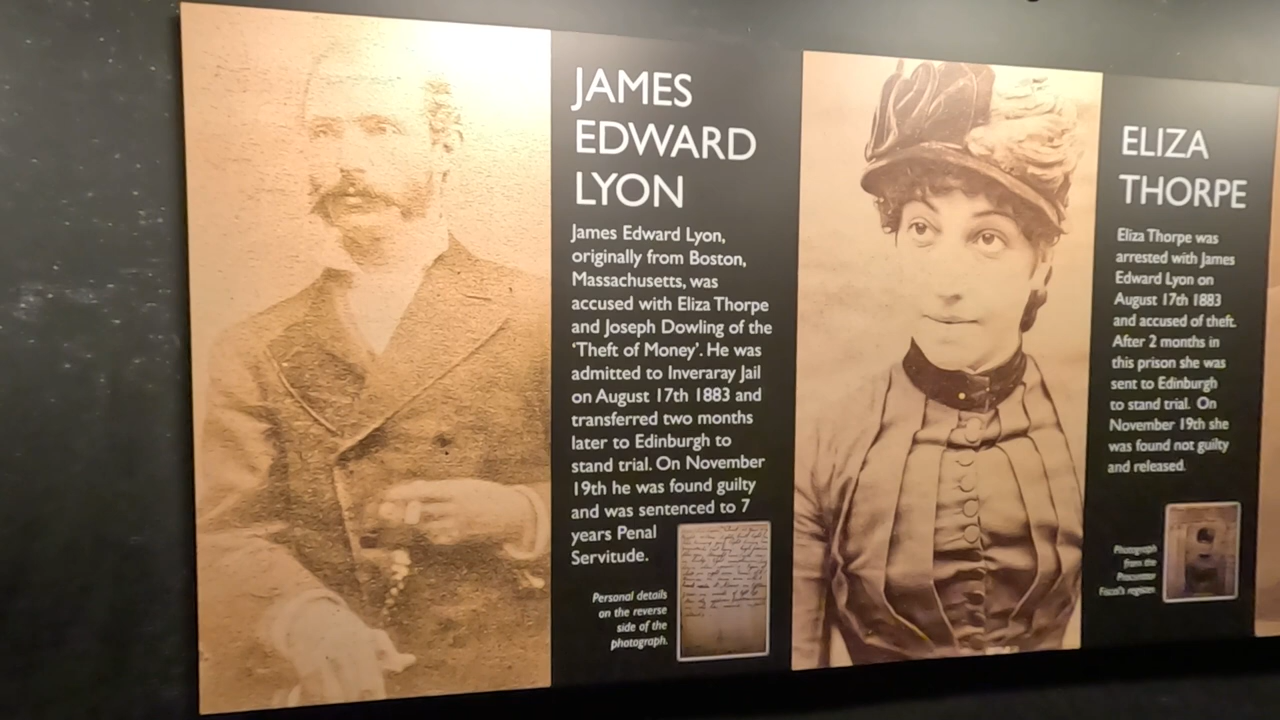 JAMES
EDWARD
LYON
James Edward Lyon,
originally from Boston,
Massachusetts, was
accused with Eliza Thorpe
and Joseph Dowling of the
‘Theft of Money’. He was
admitted to Inveraray Jail
on August 17th 1883 and
transferred two months
later to Edinburgh to
stand trial. On November
19th he was found guilty
and was sentenced to 7
years Penal
Servitude.
Personal details
on the reverse
side of the
photograph.
ELIZA
THORPE
Eliza Thorpe was
arrested with James
Edward Lyon on
August 17th 1883
and accused of theft.
After 2 months in
this prison she was
sent to Edinburgh
to stand trial. On
November 19th she
was found not guilty
and released.
Photograph
from the
Procurator
Fiscal's register.